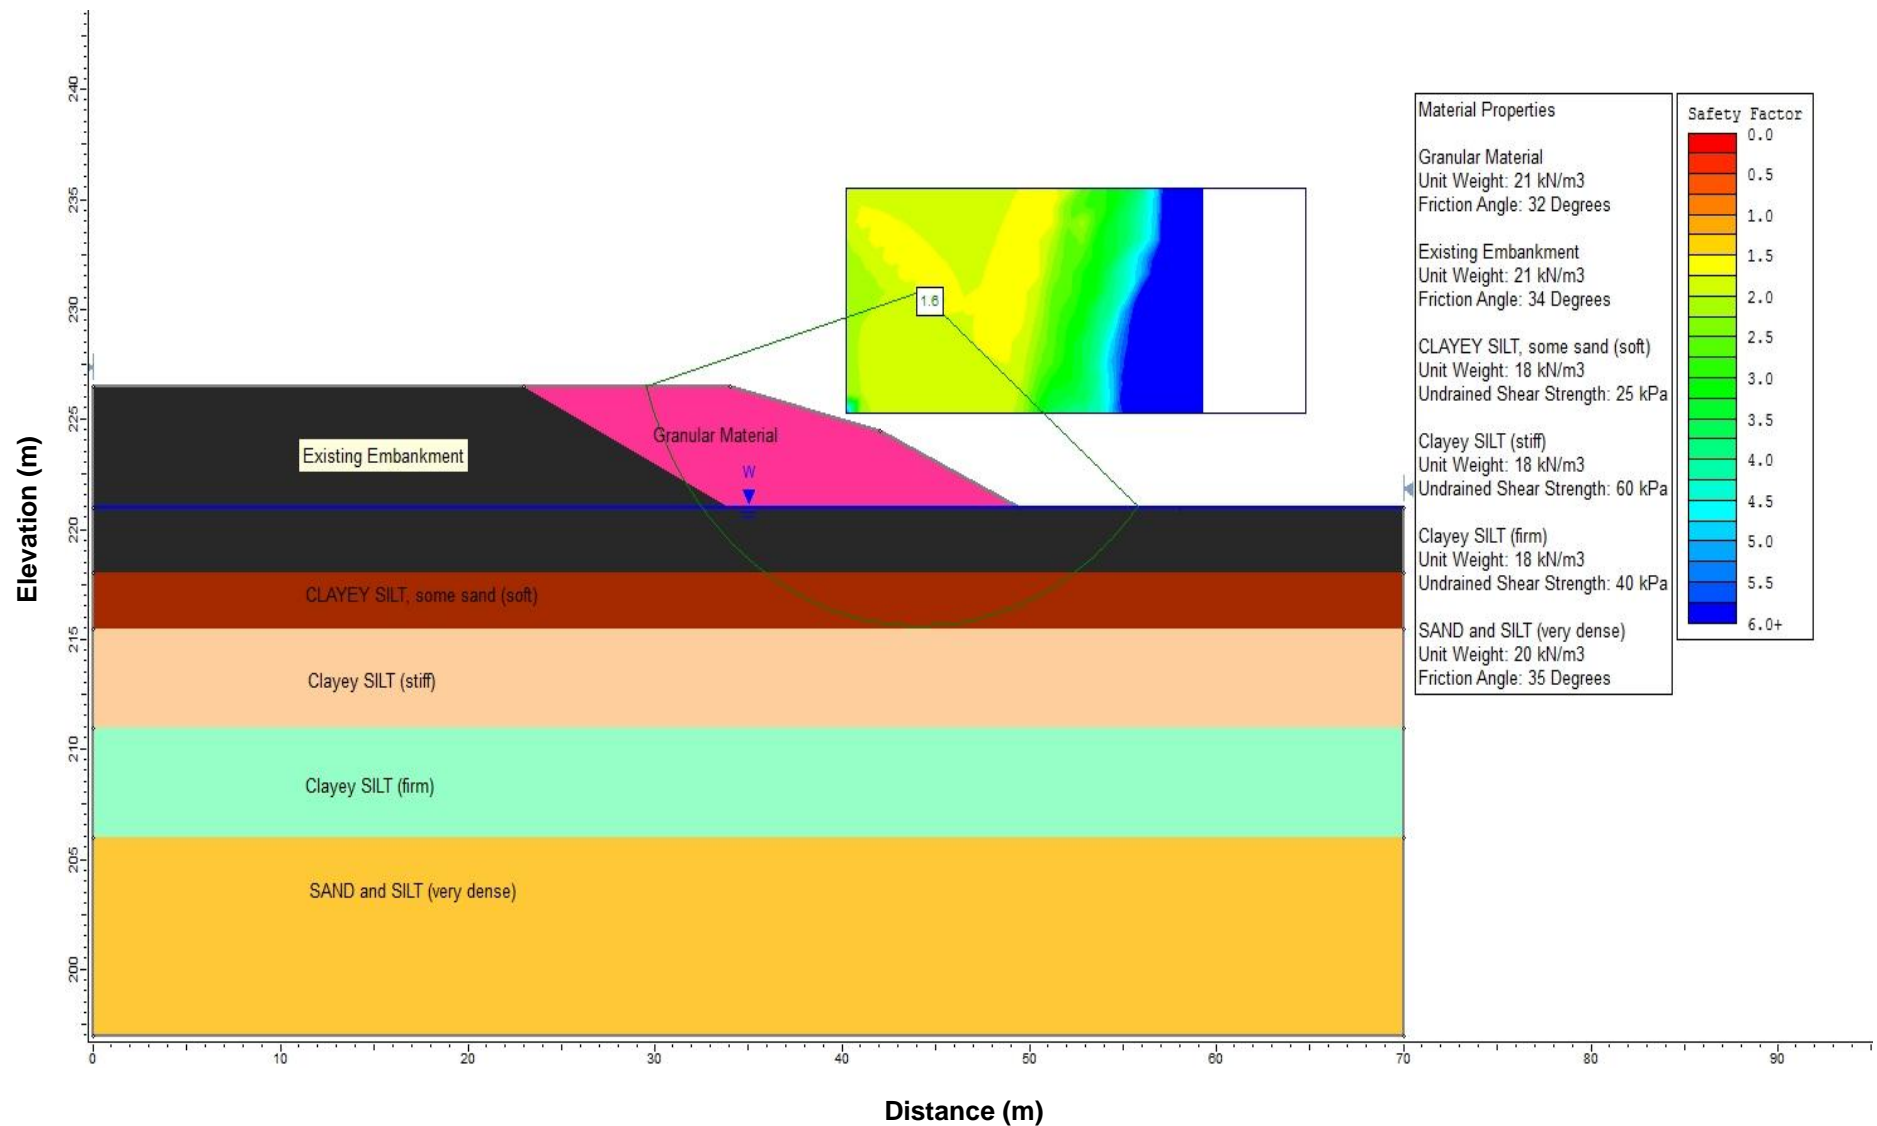 240
235
230
225
220
215
210
205
200
Elevation (m)
1.6
Granular Material
Existing Embankment
W
CLAYEY SILT, some sand (soft)
Clayey SILT (stiff)
Clayey SILT (firm)
SAND and SILT (very dense)
0 10 20 30 40 50 60 70 80 90
Distance (m)
Material Properties
Granular Material
Unit Weight: 21 kN/m3
Friction Angle: 32 Degrees
Existing Embankment
Unit Weight: 21 kN/m3
Friction Angle: 34 Degrees
CLAYEY SILT, some sand (soft)
Unit Weight: 18 kN/m3
Undrained Shear Strength: 25 kPa
Clayey SILT (stiff)
Unit Weight: 18 kN/m3
Undrained Shear Strength: 60 kPa
Clayey SILT (firm)
Unit Weight: 18 kN/m3
Undrained Shear Strength: 40 kPa
SAND and SILT (very dense)
Unit Weight: 20 kN/m3
Friction Angle: 35 Degrees
Safety Factor
0.0
0.5
1.0
1.5
2.0
2.5
3.0
3.5
4.0
4.5
5.0
5.5
6.0+